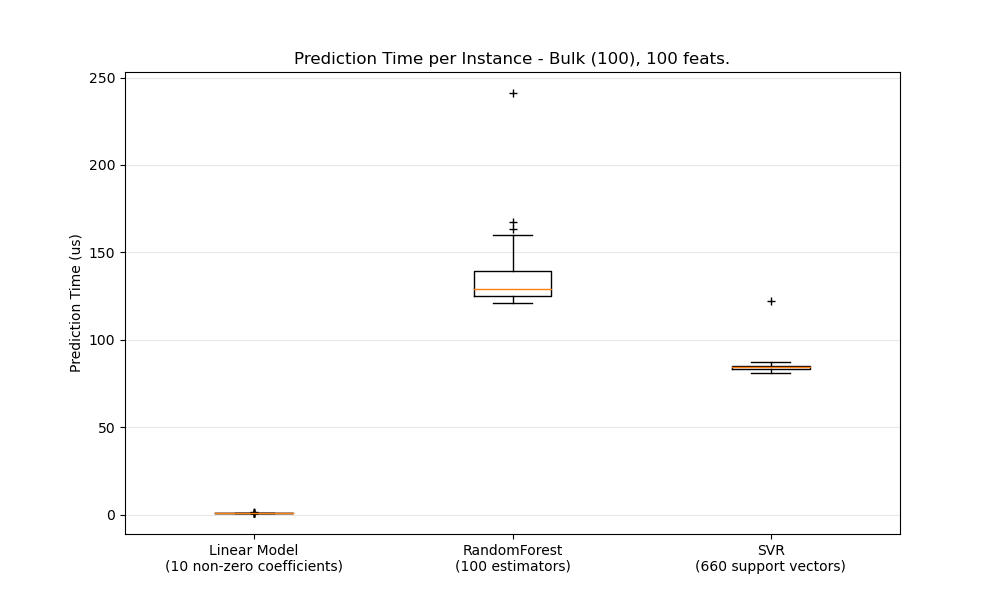 Prediction Time per Instance - Bulk (100), 100 feats.
250
200
150
100
50
0
Prediction Time (us)
Linear Model
(10 non-zero coefficients)
RandomForest
(100 estimators)
SVR
(660 support vectors)